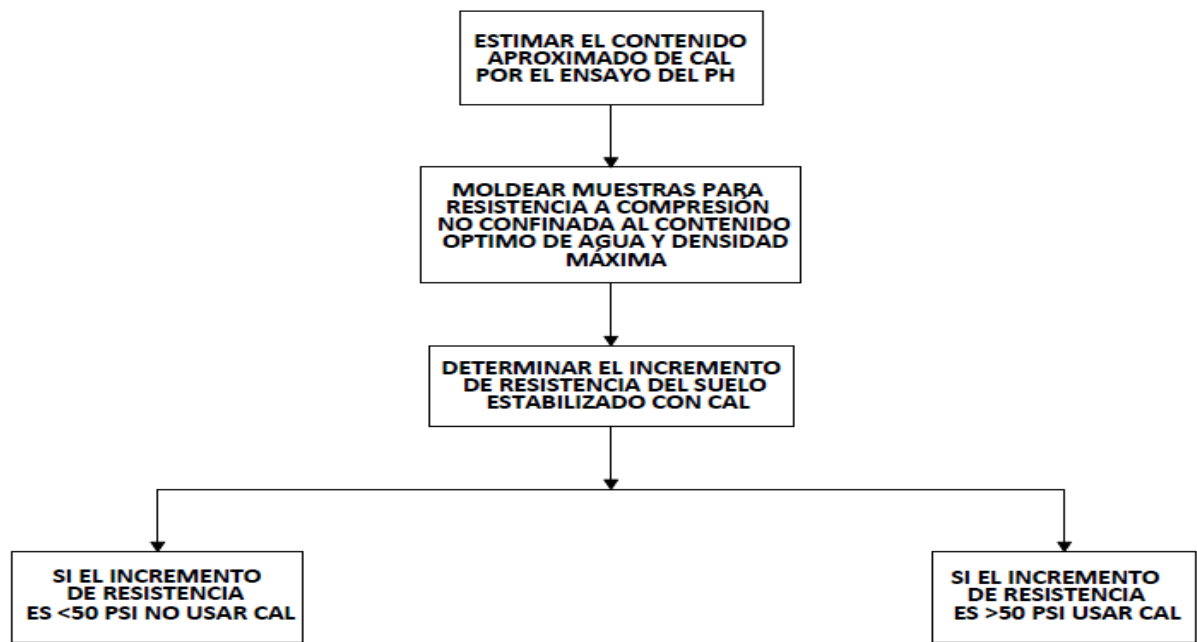 ESTIMAR EL CONTENIDO
APROXIMADO DE CAL
POR EL ENSAYO DEL PH
MOLDEAR MUESTRAS PARA
RESISTENCIA A COMPRESIÓN
NO CONFINADA AL CONTENIDO
OPTIMO DE AGUA Y DENSIDAD
MÁXIMA
DETERMINAR EL INCREMENTO
DE RESISTENCIA DEL SUELO
ESTABILIZADO CON CAL
SI EL INCREMENTO
DE RESISTENCIA
ES <50 PSI NO USAR CAL
SI EL INCREMENTO
DE RESISTENCIA
ES >50 PSI USAR CAL